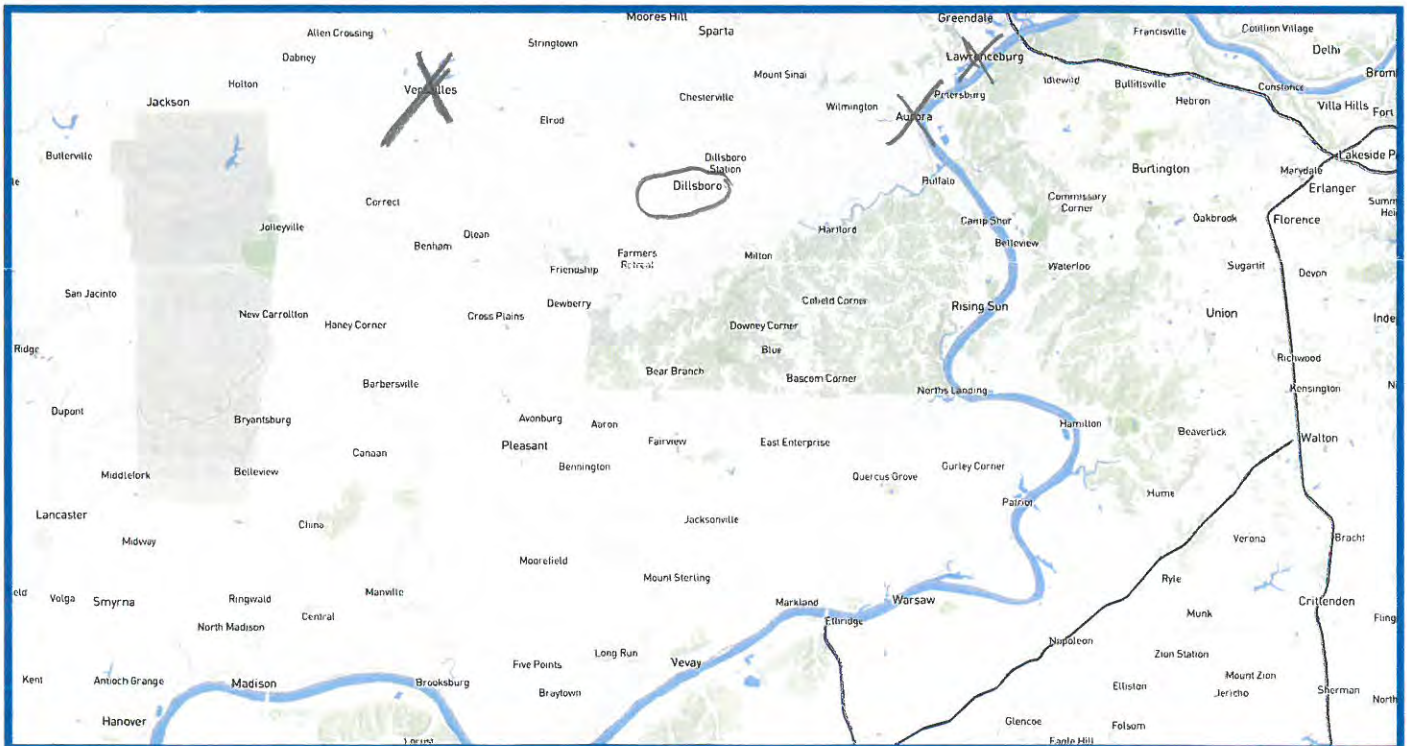 Moores Hill
Greendale
Allen Crossing
Stringtown
Sparta
Francisville
Cotillion Village
Dabney
Delhi
Lawrenceburg
Holton
Mount Sinai
Idlewild
Bullittsville
Constance
Versailles
Petersburg
Jackson
Chesterville
Wilmington
Hebron
Villa Hills
Fort
Elrod
Aurora
Butlerville
Dillsboro
Station
Lakeside
Burlington
Marydale
Dillsboro
Buffalo
Erlanger
Correct
Commissary
Corner
Oakbrook
Florence
Jolleyville
Olean
Hartford
Camp Shor
Benham
Belleview
Farmers
Retreat
Milton
Friendship
Waterloo
Sugartit
Devon
San Jacinto
Dewberry
Cofield Corner
Rising Sun
New Carrollton
Haney Corner
Cross Plains
Union
Downey Corner
Ridge
Blue
Richwood
Bear Branch
Bascom Corner
Barbersville
Norths Landing
Kensington
Dupont
Bryantsburg
Avonburg
Aaron
Hamilton
Beaverlick
Pleasant
Fairview
East Enterprise
Walton
Canaan
Bennington
Gurley Corner
Middlefork
Belleview
Quercus Grove
Hume
Patriot
Lancaster
China
Jacksonville
Midway
Verona
Bracht
Moorefield
Mount Sterling
Ryle
Volga
Smyrna
Ringwald
Manville
Markland
Warsaw
Crittenden
Central
Munk
North Madison
Ethridge
Napoleon
Long Run
Zion Station
Five Points
Vevay
Kent
Antioch Grange
Madison
Brooksburg
Braytown
Elliston
Mount Zion
Jericho
Sherman
North
Hanover
Glencoe
Folsom
Eagle Hill
Locust